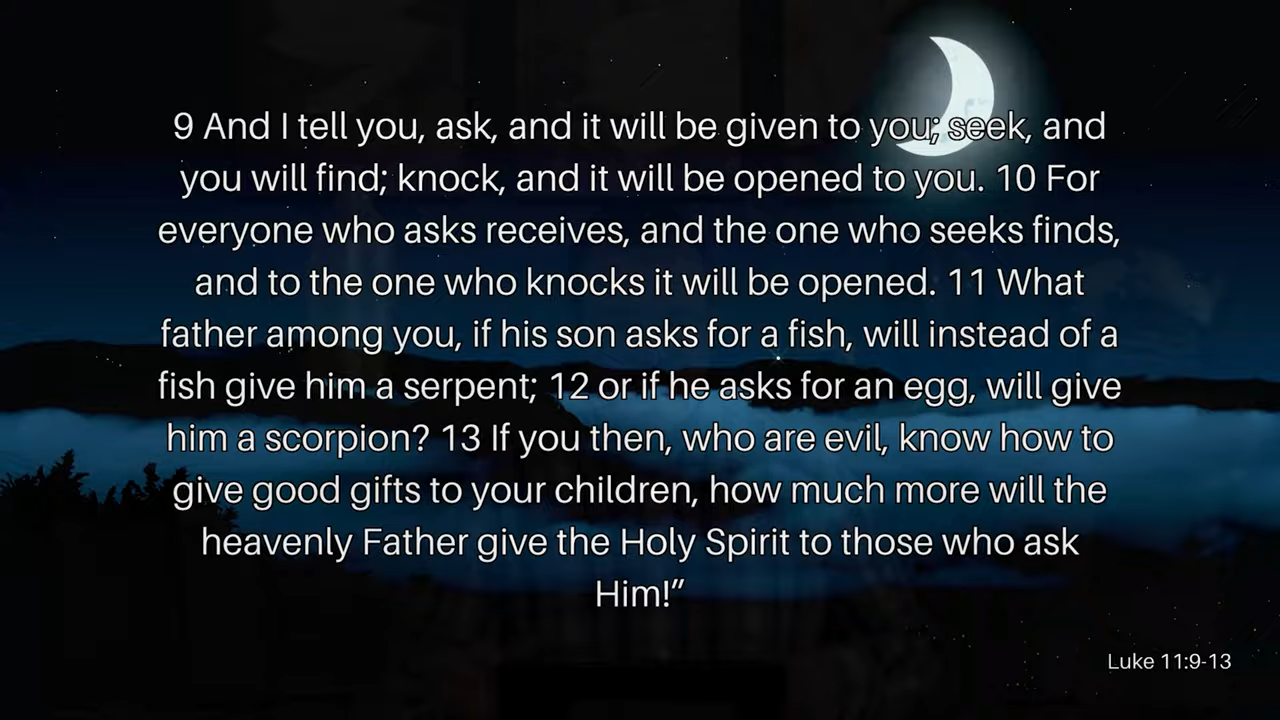 9 And I tell you, ask, and it will be given to you; seek, and
you will find; knock, and it will be opened to you. 10 For
everyone who asks receives, and the one who seeks finds,
and to the one who knocks it will be opened. 11 What
father among you, if his son asks for a fish, will instead of a
fish give him a serpent; 12 or if he asks for an egg, will give
him a scorpion? 13 If you then, who are evil, know how to
give good gifts to your children, how much more will the
heavenly Father give the Holy Spirit to those who ask
Him!”
Luke 11:9-13